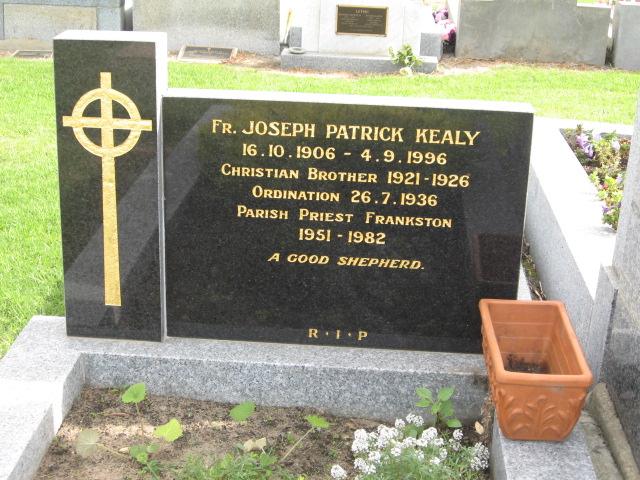 FR. JOSEPH PATRICK KEALY
16.10.1906 - 4.9.1996
CHRISTIAN BROTHER 1921-1926
ORDINATION 26.7.1936
PARISH PRIEST FRANKSTON
1951 - 1982
A GOOD SHEPHERD.
R · I · P